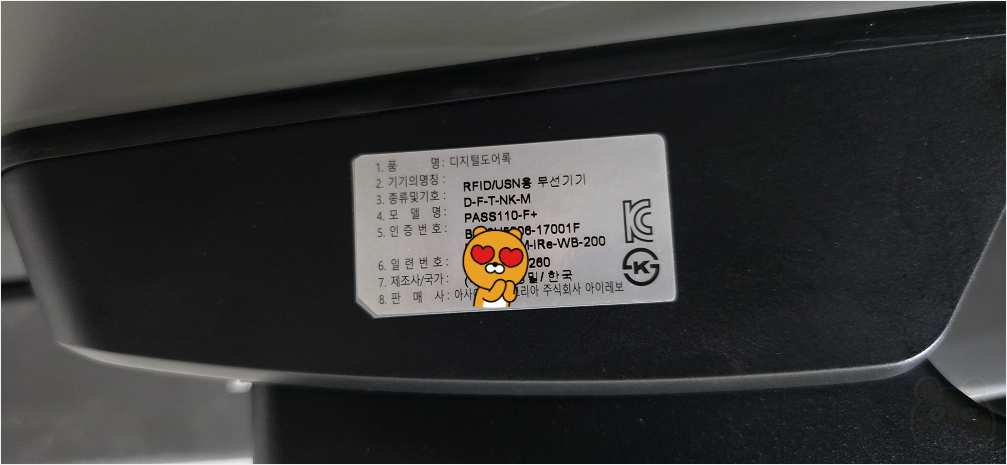 1. 품 명 : 디지털도어록
2. 기기의명칭 : RFID/USN용 무선기기
3. 종류및기호 : D-F-T-NK-M
4. 모 델 명 : PASS110-F+
5. 인 증 번 호 : -17001F
-IRe-WB-200
6. 일 련 번 호 : 260
7. 제조사/국가 : 밀/한국
8. 판 매 사 : 주식회사 아이레보